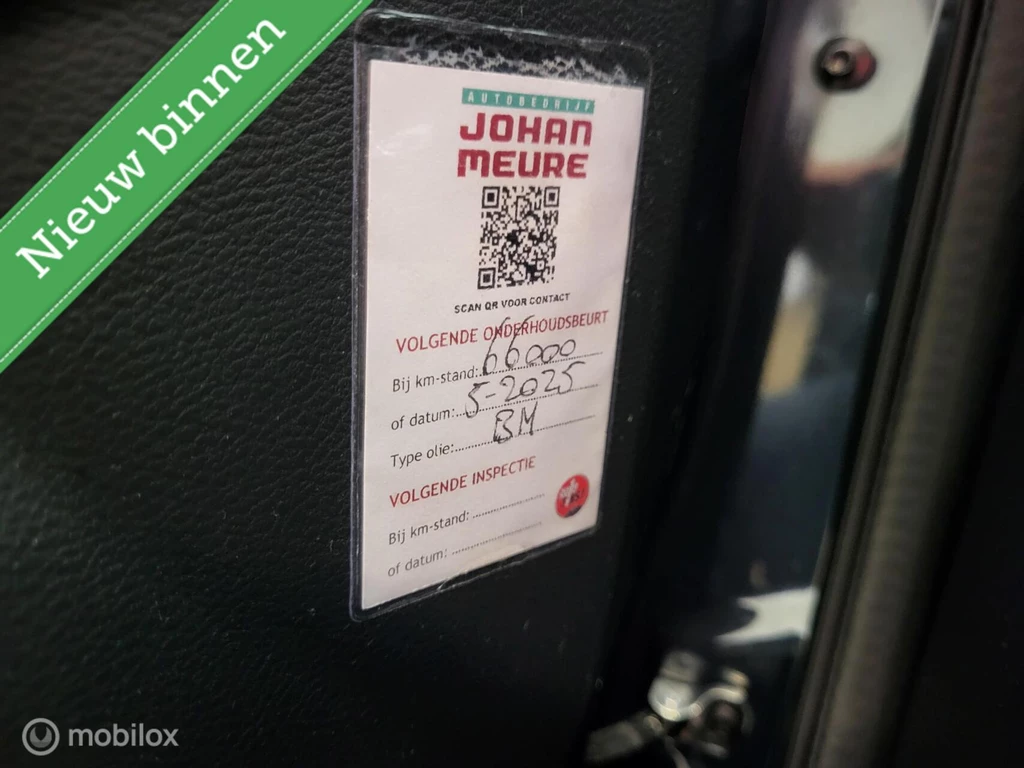 Nieuw binnen
AUTOBEDRIJF
JOHAN
MEURE
SCAN QR VOOR CONTACT
VOLGENDE ONDERHOUDSBEURT
Bij km-stand: 66000
of datum: 5-2025
Type olie: BM
VOLGENDE INSPECTIE
Bij km-stand:
of datum:
mobilox